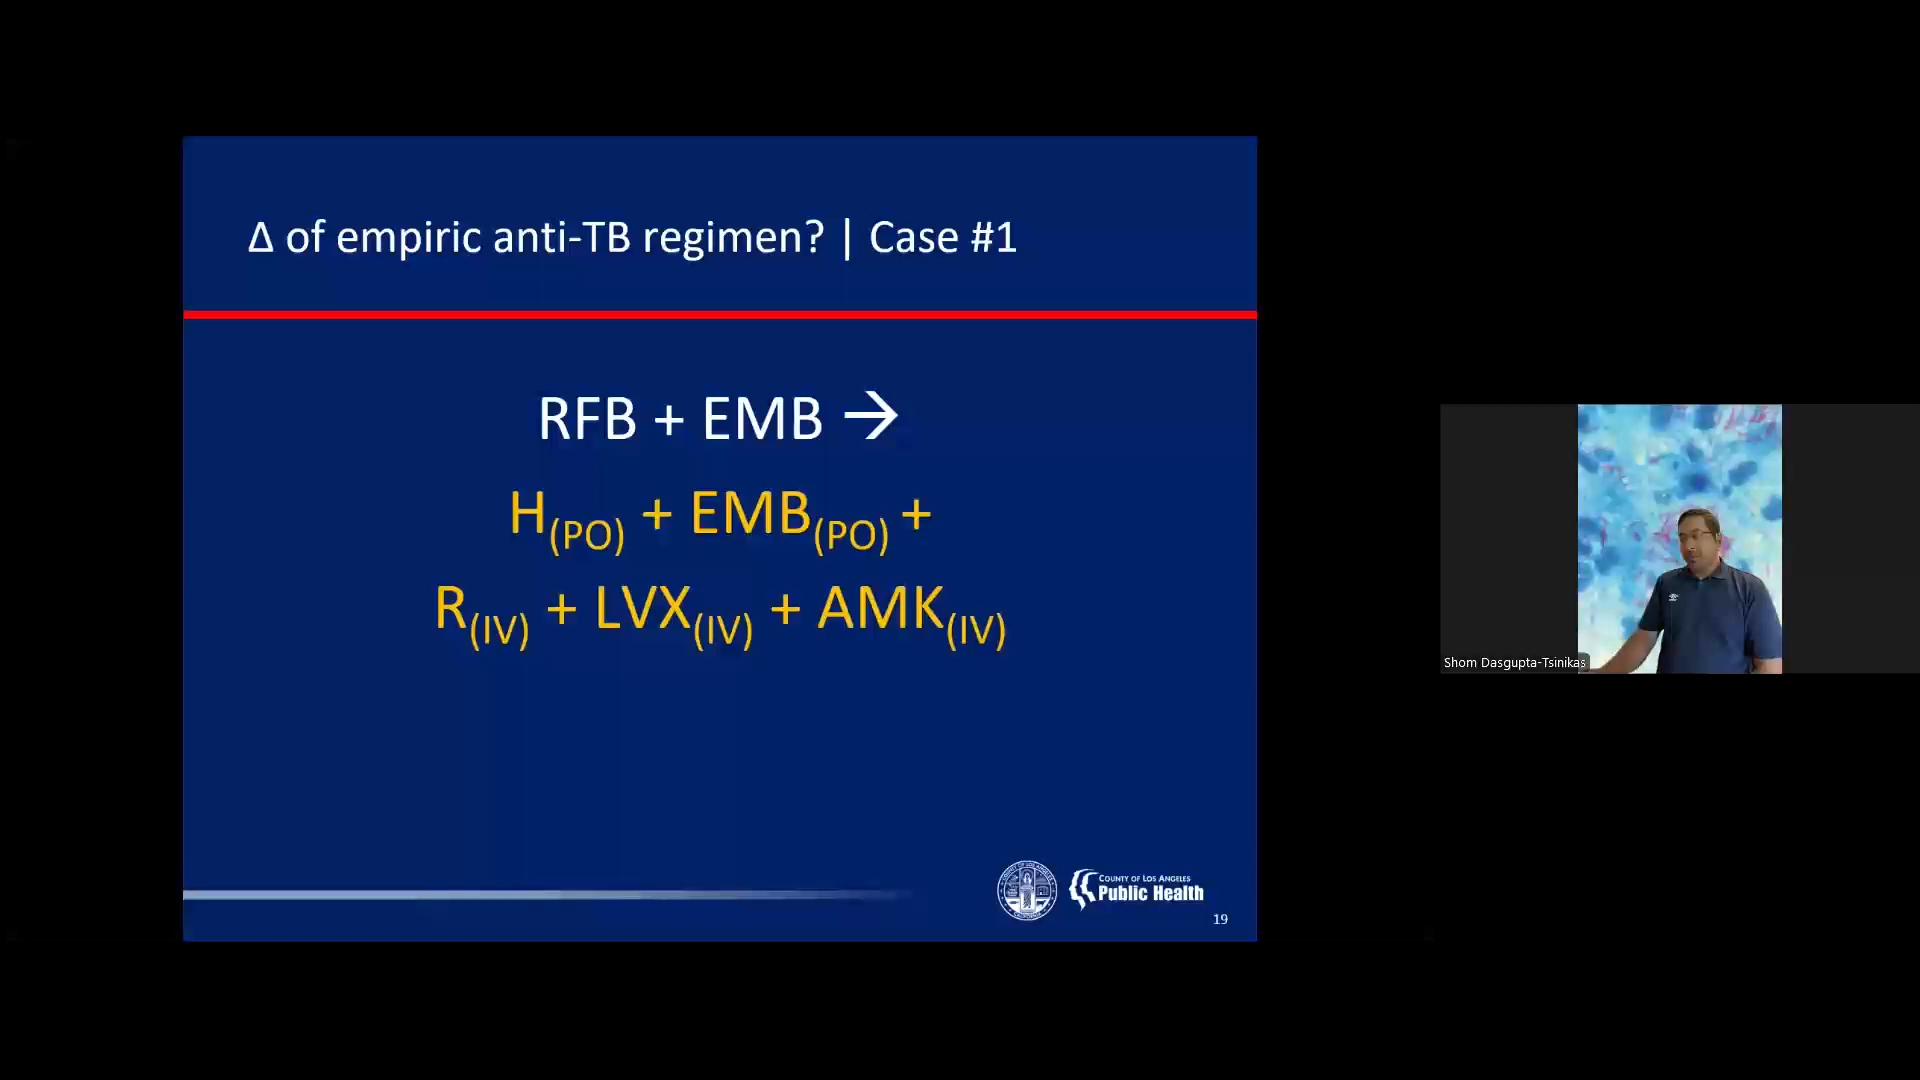 Δ of empiric anti-TB regimen? | Case #1
RFB + EMB →
H(PO) + EMB(PO) +
R(IV) + LVX(IV) + AMK(IV)
COUNTY OF LOS ANGELES
Public Health
19
Shom Dasgupta-Tsinikas